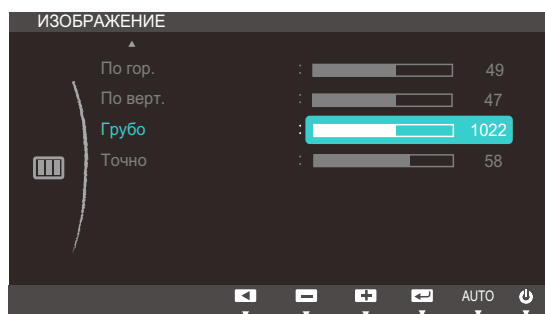 ИЗОБРАЖЕНИЕ
По гор. : 49
По верт. : 47
Грубо : 1022
Точно : 58
AUTO